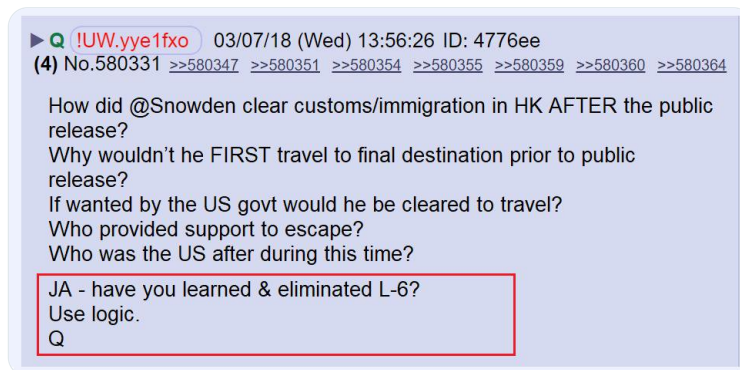 ▶ Q !UW.yye1fxo 03/07/18 (Wed) 13:56:26 ID: 4776ee
(4) No.580331 >>580347 >>580351 >>580354 >>580355 >>580359 >>580360 >>580364
How did @Snowden clear customs/immigration in HK AFTER the public
release?
Why wouldn't he FIRST travel to final destination prior to public
release?
If wanted by the US govt would he be cleared to travel?
Who provided support to escape?
Who was the US after during this time?
JA - have you learned & eliminated L-6?
Use logic.
Q